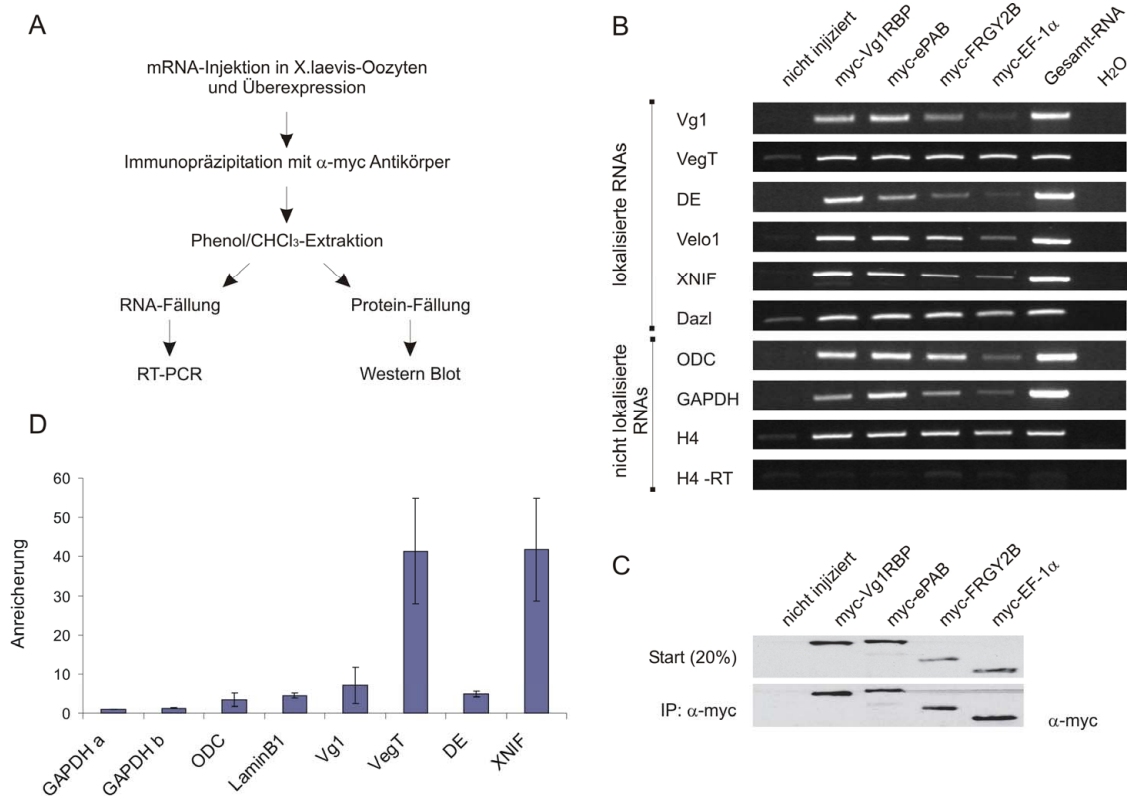 A
mRNA-Injektion in X.laevis-Oozyten
und Überexpression
Immunopräzipitation mit α-myc Antikörper
Phenol/CHCl₃-Extraktion
RNA-Fällung
Protein-Fällung
RT-PCR
Western Blot
B
nicht injiziert
myc-Vg1RBP
myc-ePAB
myc-FRGY2B
myc-EF-1α
Gesamt-RNA
H₂O
lokalisierte RNAs
Vg1
VegT
DE
Velo1
XNIF
Dazl
nicht lokalisierte
RNAs
ODC
GAPDH
H4
H4 -RT
C
nicht injiziert
myc-Vg1RBP
myc-ePAB
myc-FRGY2B
myc-EF-1α
Start (20%)
IP: α-myc
α-myc
D
Anreicherung
60
50
40
30
20
10
0
GAPDH a
GAPDH b
ODC
LaminB1
Vg1
VegT
DE
XNIF